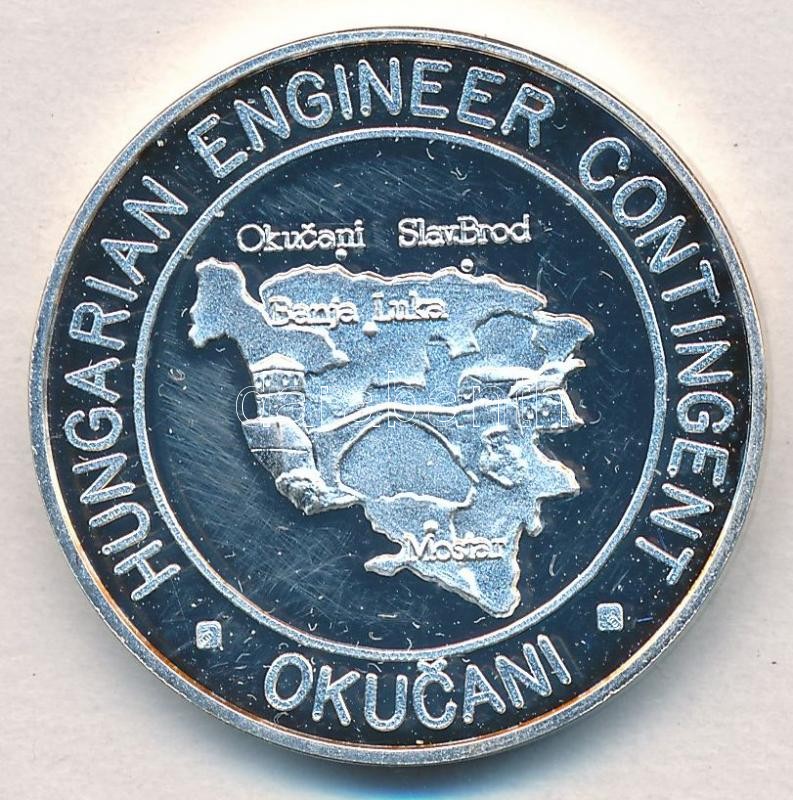 HUNGARIAN ENGINEER CONTINGENT
Okučani Slav.Brod
Banja Luka
Mostar
OKUČANI